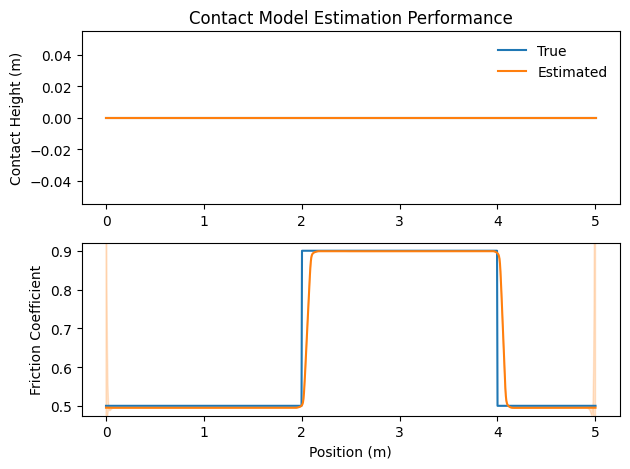 Contact Model Estimation Performance
Contact Height (m)
0.04
0.02
0.00
−0.02
−0.04
True
Estimated
0 1 2 3 4 5
Friction Coefficient
0.9
0.8
0.7
0.6
0.5
0 1 2 3 4 5
Position (m)